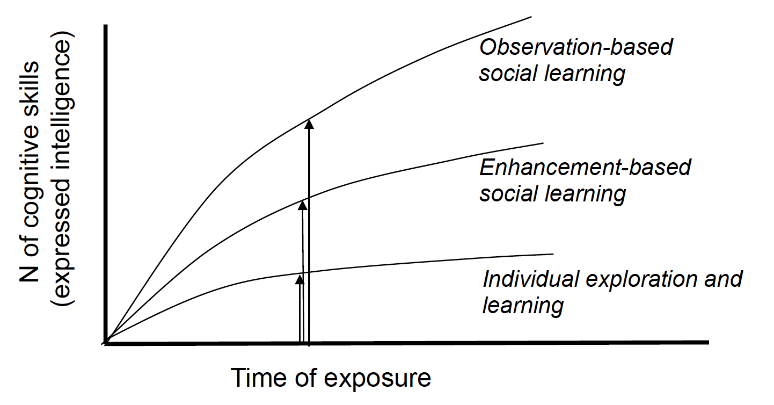 N of cognitive skills
(expressed intelligence)
Observation-based
social learning
Enhancement-based
social learning
Individual exploration and
learning
Time of exposure